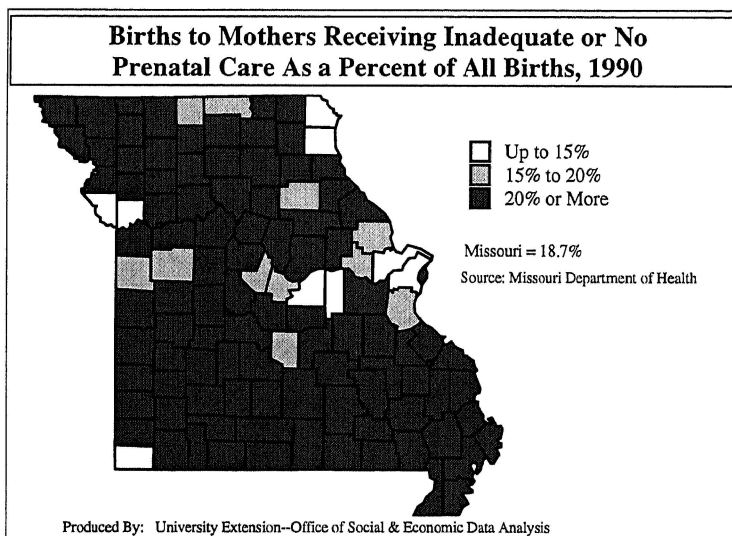 Births to Mothers Receiving Inadequate or No
Prenatal Care As a Percent of All Births, 1990
Up to 15%
15% to 20%
20% or More
Missouri = 18.7%
Source: Missouri Department of Health
Produced By: University Extension--Office of Social & Economic Data Analysis